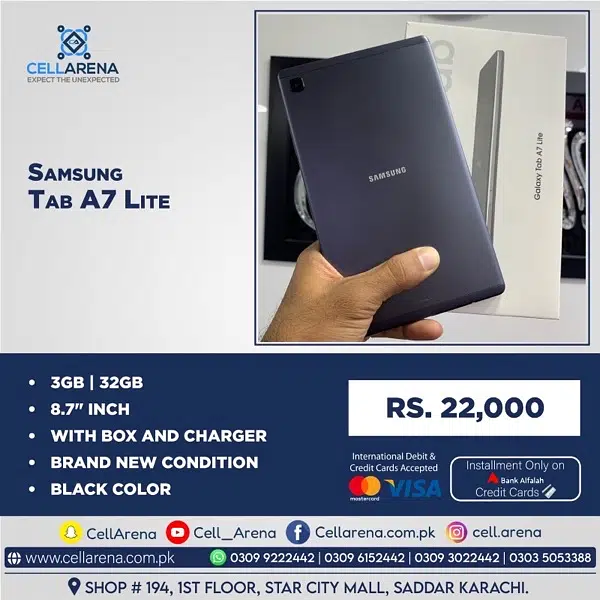 CELLARENA
EXPECT THE UNEXPECTED
SAMSUNG
TAB A7 LITE
SAMSUNG
Galaxy Tab A7 Lite
• 3GB | 32GB
• 8.7" INCH
• WITH BOX AND CHARGER
• BRAND NEW CONDITION
• BLACK COLOR
RS. 22,000
International Debit &
Credit Cards Accepted
mastercard VISA
Installment Only on
Bank Alfalah
Credit Cards
CellArena Cell__Arena Cellarena.com.pk cell.arena
www.cellarena.com.pk 0309 9222442 | 0309 6152442 | 0309 3022442 | 0303 5053388
SHOP # 194, 1ST FLOOR, STAR CITY MALL, SADDAR KARACHI.